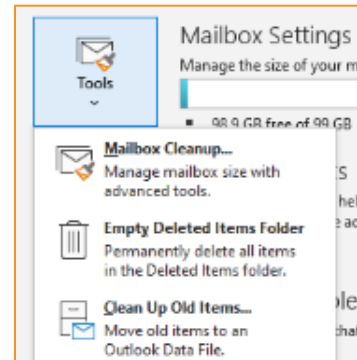 Mailbox Settings
Manage the size of your m
Tools
98.9 GB free of 99 GB
Mailbox Cleanup...
Manage mailbox size with
advanced tools.
Empty Deleted Items Folder
Permanently delete all items
in the Deleted Items folder.
Clean Up Old Items...
Move old items to an
Outlook Data File.